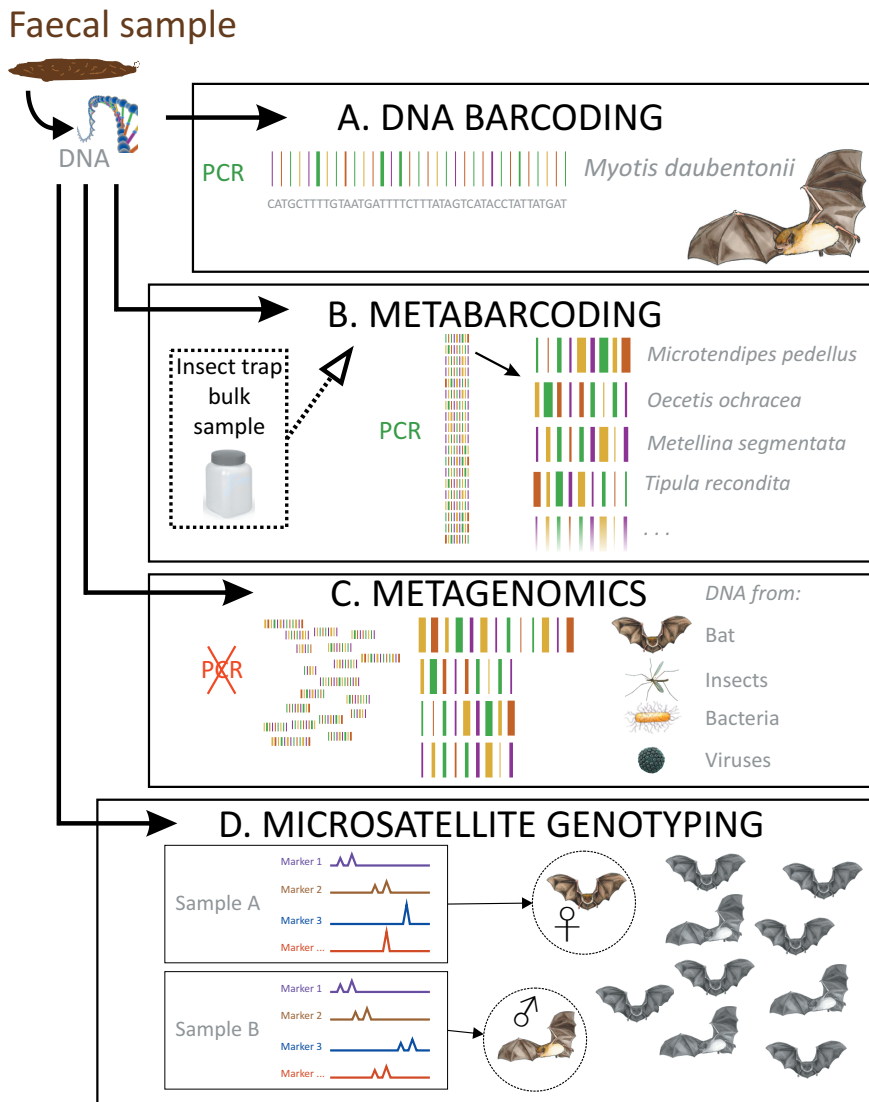 Faecal sample
DNA
A. DNA BARCODING
PCR
CATGCTTTTGTAATGATTTTCTTTATAGTCATACCTATTATGAT
Myotis daubentonii
B. METABARCODING
Insect trap
bulk
sample
PCR
Microtendipes pedellus
Oecetis ochracea
Metellina segmentata
Tipula recondita
. . .
C. METAGENOMICS
PCR
DNA from:
Bat
Insects
Bacteria
Viruses
D. MICROSATELLITE GENOTYPING
Sample A
Marker 1
Marker 2
Marker 3
Marker ...
♀
Sample B
Marker 1
Marker 2
Marker 3
Marker ...
♂